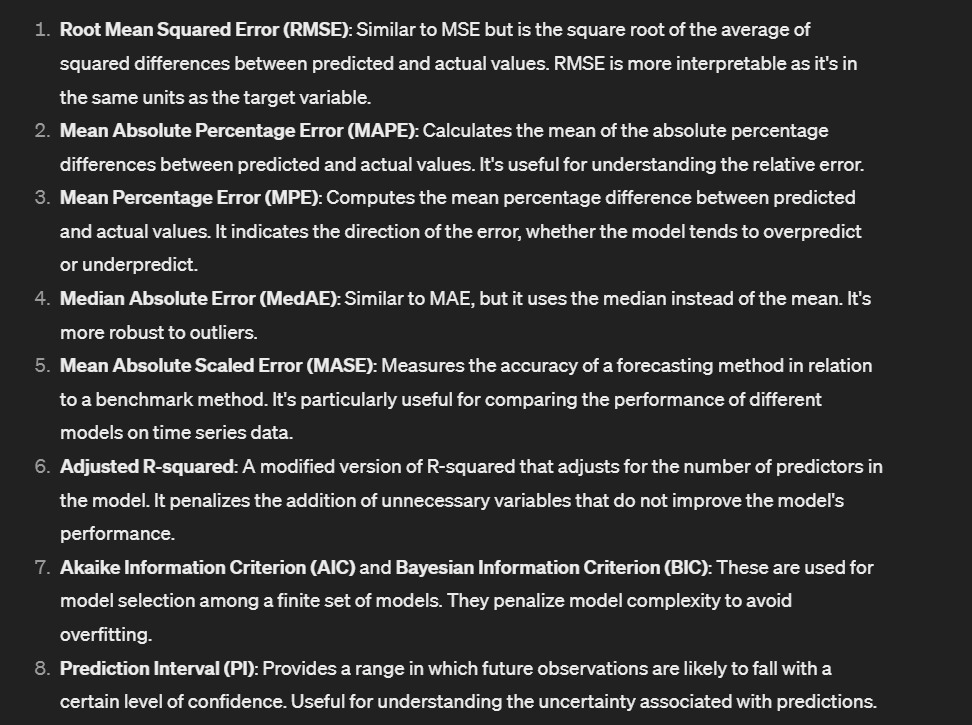 1. Root Mean Squared Error (RMSE): Similar to MSE but is the square root of the average of
squared differences between predicted and actual values. RMSE is more interpretable as it's in
the same units as the target variable.
2. Mean Absolute Percentage Error (MAPE): Calculates the mean of the absolute percentage
differences between predicted and actual values. It's useful for understanding the relative error.
3. Mean Percentage Error (MPE): Computes the mean percentage difference between predicted
and actual values. It indicates the direction of the error, whether the model tends to overpredict
or underpredict.
4. Median Absolute Error (MedAE): Similar to MAE, but it uses the median instead of the mean. It's
more robust to outliers.
5. Mean Absolute Scaled Error (MASE): Measures the accuracy of a forecasting method in relation
to a benchmark method. It's particularly useful for comparing the performance of different
models on time series data.
6. Adjusted R-squared: A modified version of R-squared that adjusts for the number of predictors in
the model. It penalizes the addition of unnecessary variables that do not improve the model's
performance.
7. Akaike Information Criterion (AIC) and Bayesian Information Criterion (BIC): These are used for
model selection among a finite set of models. They penalize model complexity to avoid
overfitting.
8. Prediction Interval (PI): Provides a range in which future observations are likely to fall with a
certain level of confidence. Useful for understanding the uncertainty associated with predictions.